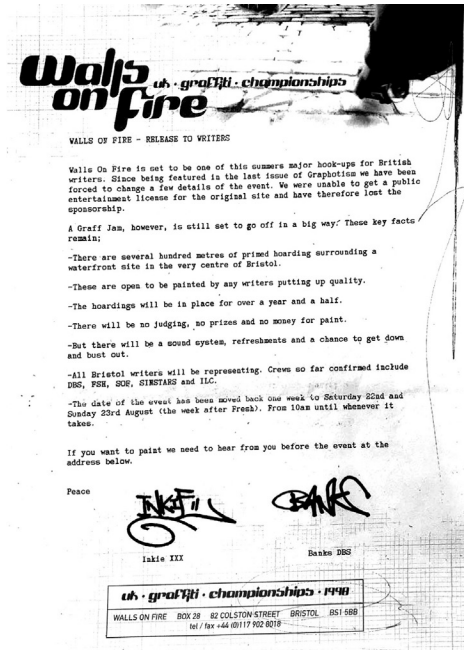 Walls
on fire
uk · graffiti · championships
WALLS ON FIRE - RELEASE TO WRITERS
Walls On Fire is set to be one of this summers major hook-ups for British
writers. Since being featured in the last issue of Graphotism we have been
forced to change a few details of the event. We were unable to get a public
entertainment license for the original site and have therefore lost the
sponsorship.
A Graff Jam, however, is still set to go off in a big way. These key facts
remain;
-There are several hundred metres of primed hoarding surrounding a
waterfront site in the very centre of Bristol.
-These are open to be painted by any writers putting up quality.
-The hoardings will be in place for over a year and a half.
-There will be no judging, no prizes and no money for paint.
-But there will be a sound system, refreshments and a chance to get down
and bust out.
-All Bristol writers will be representing. Crews so far confirmed include
DBS, FSH, SOF, SINSTARS and ILC.
-The date of the event has been moved back one week to Saturday 22nd and
Sunday 23rd August (the week after Fresh). From 10am until whenever it
takes.
If you want to paint we need to hear from you before the event at the
address below.
Peace
INKIE
BANKS
Inkie XXX
Banks DBS
uk · graffiti · championships · 1998
WALLS ON FIRE BOX 28 82 COLSTON STREET BRISTOL BS1 5BB
tel / fax +44 (0)117 902 8018